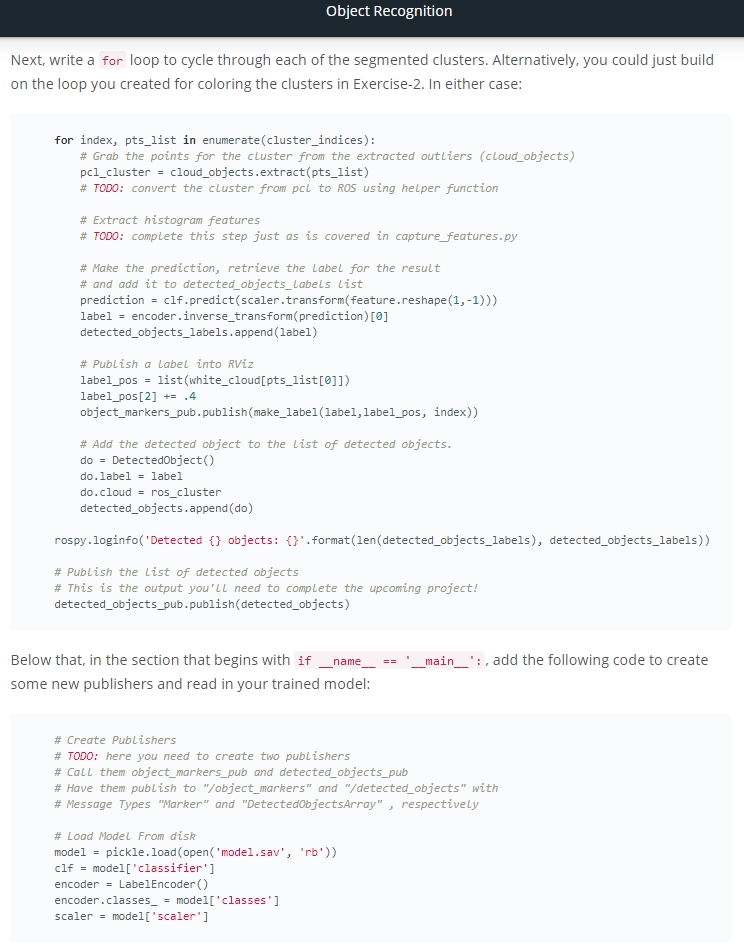 Object Recognition
Next, write a for loop to cycle through each of the segmented clusters. Alternatively, you could just build
on the loop you created for coloring the clusters in Exercise-2. In either case:
for index, pts_list in enumerate(cluster_indices):
# Grab the points for the cluster from the extracted outliers (cloud_objects)
pcl_cluster = cloud_objects.extract(pts_list)
# TODO: convert the cluster from pcl to ROS using helper function
# Extract histogram features
# TODO: complete this step just as is covered in capture_features.py
# Make the prediction, retrieve the label for the result
# and add it to detected_objects_labels list
prediction = clf.predict(scaler.transform(feature.reshape(1,-1)))
label = encoder.inverse_transform(prediction)[0]
detected_objects_labels.append(label)
# Publish a label into RViz
label_pos = list(white_cloud[pts_list[0]])
label_pos[2] += .4
object_markers_pub.publish(make_label(label,label_pos, index))
# Add the detected object to the list of detected objects.
do = DetectedObject()
do.label = label
do.cloud = ros_cluster
detected_objects.append(do)
rospy.loginfo('Detected {} objects: {}'.format(len(detected_objects_labels), detected_objects_labels))
# Publish the list of detected objects
# This is the output you'll need to complete the upcoming project!
detected_objects_pub.publish(detected_objects)
Below that, in the section that begins with if __name__ == '__main__':, add the following code to create
some new publishers and read in your trained model:
# Create Publishers
# TODO: here you need to create two publishers
# Call them object_markers_pub and detected_objects_pub
# Have them publish to "/object_markers" and "/detected_objects" with
# Message Types "Marker" and "DetectedObjectsArray" , respectively
# Load Model From disk
model = pickle.load(open('model.sav', 'rb'))
clf = model['classifier']
encoder = LabelEncoder()
encoder.classes_ = model['classes']
scaler = model['scaler']